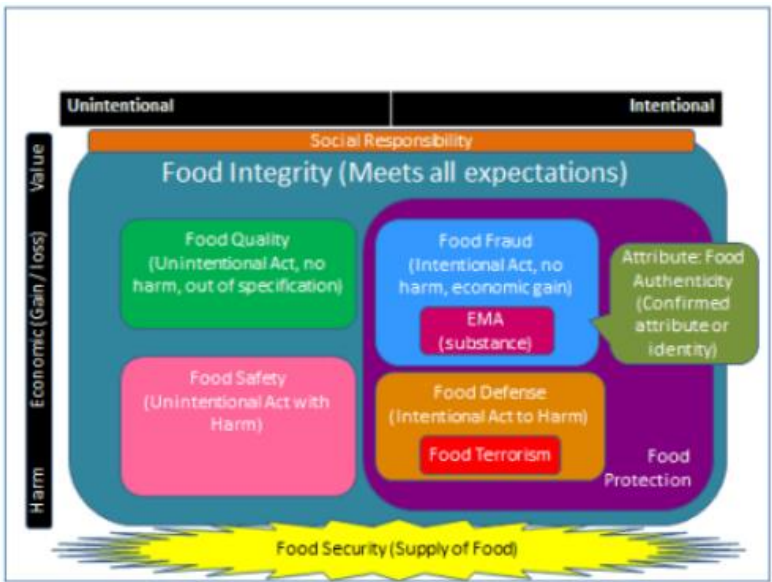 Unintentional
Intentional
Social Responsibility
Food Integrity (Meets all expectations)
Value
Economic (Gain / loss)
Harm
Food Quality
(Unintentional Act, no
harm, out of specification)
Food Fraud
(Intentional Act, no
harm, economic gain)
EMA
(substance)
Attribute: Food
Authenticity
(Confirmed
attribute or
identity)
Food Safety
(Unintentional Act with
Harm)
Food Defense
(Intentional Act to Harm)
Food Terrorism
Food
Protection
Food Security (Supply of Food)